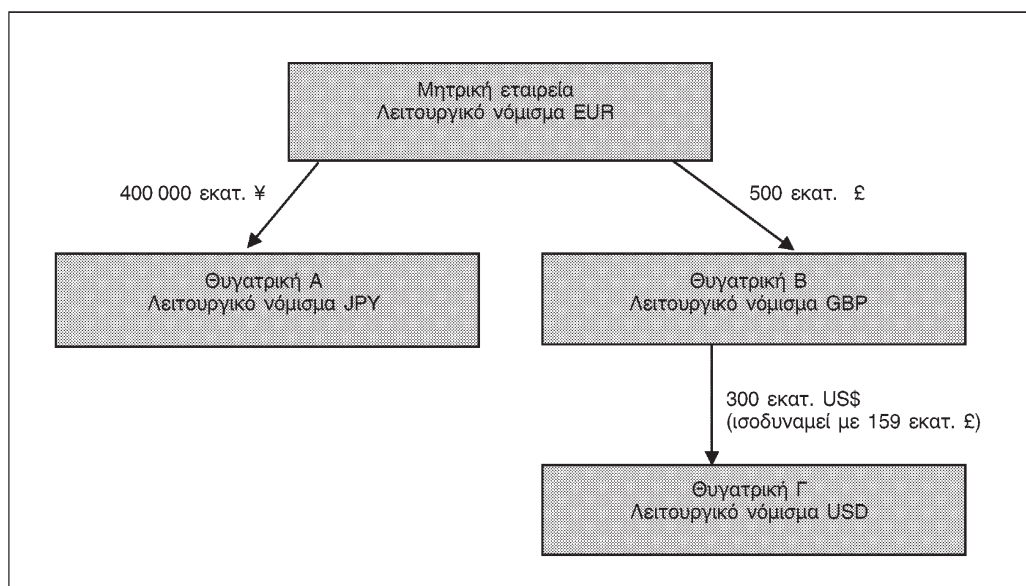 Μητρική εταιρεία
Λειτουργικό νόμισμα EUR
400 000 εκατ. ¥
500 εκατ. £
Θυγατρική Α
Λειτουργικό νόμισμα JPY
Θυγατρική Β
Λειτουργικό νόμισμα GBP
300 εκατ. US$
(ισοδυναμεί με 159 εκατ. £)
Θυγατρική Γ
Λειτουργικό νόμισμα USD